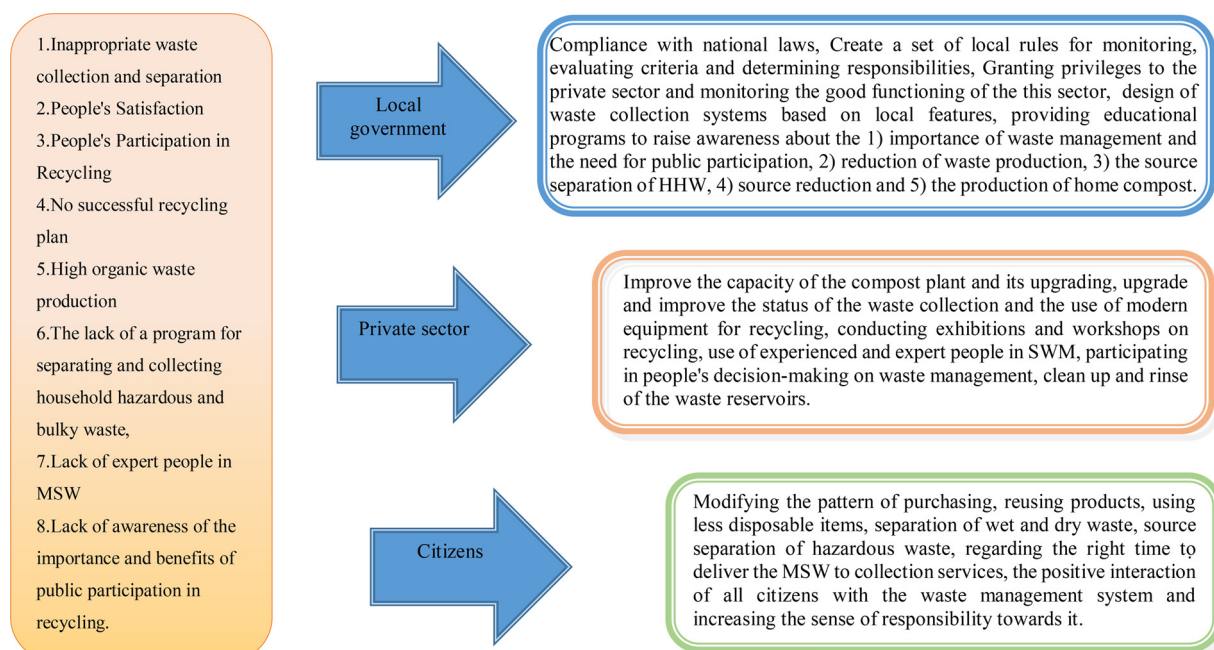 1.Inappropriate waste
collection and separation
2.People's Satisfaction
3.People's Participation in
Recycling
4.No successful recycling
plan
5.High organic waste
production
6.The lack of a program for
separating and collecting
household hazardous and
bulky waste,
7.Lack of expert people in
MSW
8.Lack of awareness of the
importance and benefits of
public participation in
recycling.
Local
government
Compliance with national laws, Create a set of local rules for monitoring,
evaluating criteria and determining responsibilities, Granting privileges to the
private sector and monitoring the good functioning of the this sector, design of
waste collection systems based on local features, providing educational
programs to raise awareness about the 1) importance of waste management and
the need for public participation, 2) reduction of waste production, 3) the source
separation of HHW, 4) source reduction and 5) the production of home compost.
Private sector
Improve the capacity of the compost plant and its upgrading, upgrade
and improve the status of the waste collection and the use of modern
equipment for recycling, conducting exhibitions and workshops on
recycling, use of experienced and expert people in SWM, participating
in people's decision-making on waste management, clean up and rinse
of the waste reservoirs.
Citizens
Modifying the pattern of purchasing, reusing products, using
less disposable items, separation of wet and dry waste, source
separation of hazardous waste, regarding the right time to
deliver the MSW to collection services, the positive interaction
of all citizens with the waste management system and
increasing the sense of responsibility towards it.